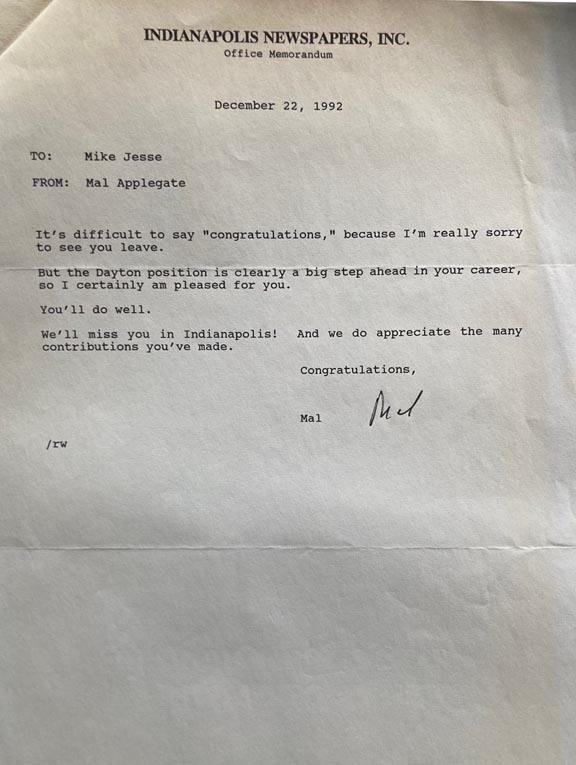 INDIANAPOLIS NEWSPAPERS, INC.
Office Memorandum
December 22, 1992
TO: Mike Jesse
FROM: Mal Applegate
It's difficult to say "congratulations," because I'm really sorry
to see you leave.
But the Dayton position is clearly a big step ahead in your career,
so I certainly am pleased for you.
You'll do well.
We'll miss you in Indianapolis! And we do appreciate the many
contributions you've made.
Congratulations,
Mal Mal
/rw